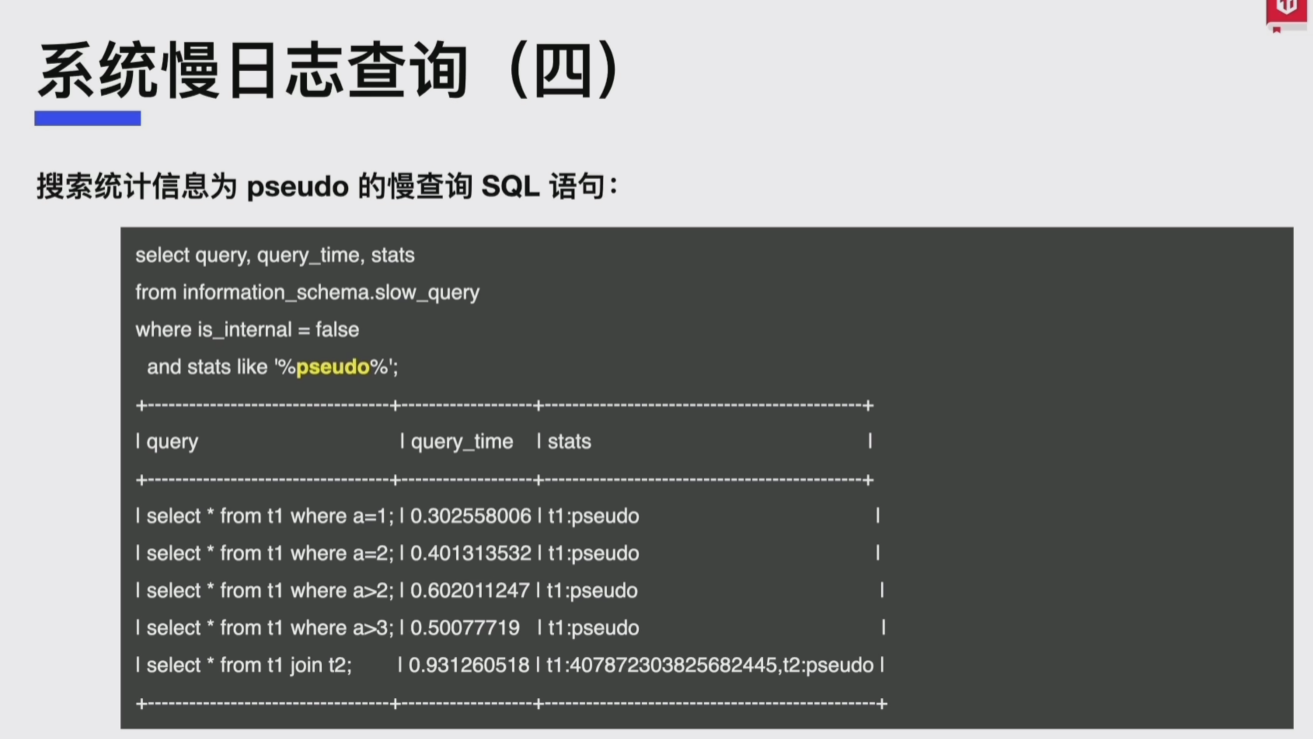 系统慢日志查询（四）
搜索统计信息为 pseudo 的慢查询 SQL 语句：
select query, query_time, stats
from information_schema.slow_query
where is_internal = false
and stats like '%pseudo%';
+-----------------------------------+-------------------+----------------------------------------------+
| query | query_time | stats |
+-----------------------------------+-------------------+----------------------------------------------+
| select * from t1 where a=1; | 0.302558006 | t1:pseudo |
| select * from t1 where a=2; | 0.401313532 | t1:pseudo |
| select * from t1 where a>2; | 0.602011247 | t1:pseudo |
| select * from t1 where a>3; | 0.50077719 | t1:pseudo |
| select * from t1 join t2; | 0.931260518 | t1:407872303825682445,t2:pseudo |
+-----------------------------------+-------------------+------------------------------------------------+